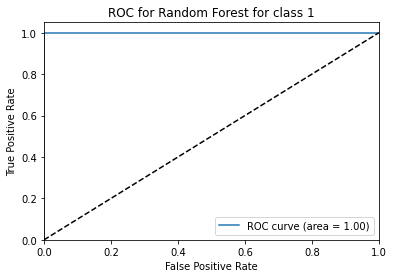 ROC for Random Forest for class 1
True Positive Rate
1.0
0.8
0.6
0.4
0.2
0.0
ROC curve (area = 1.00)
0.0 0.2 0.4 0.6 0.8 1.0
False Positive Rate